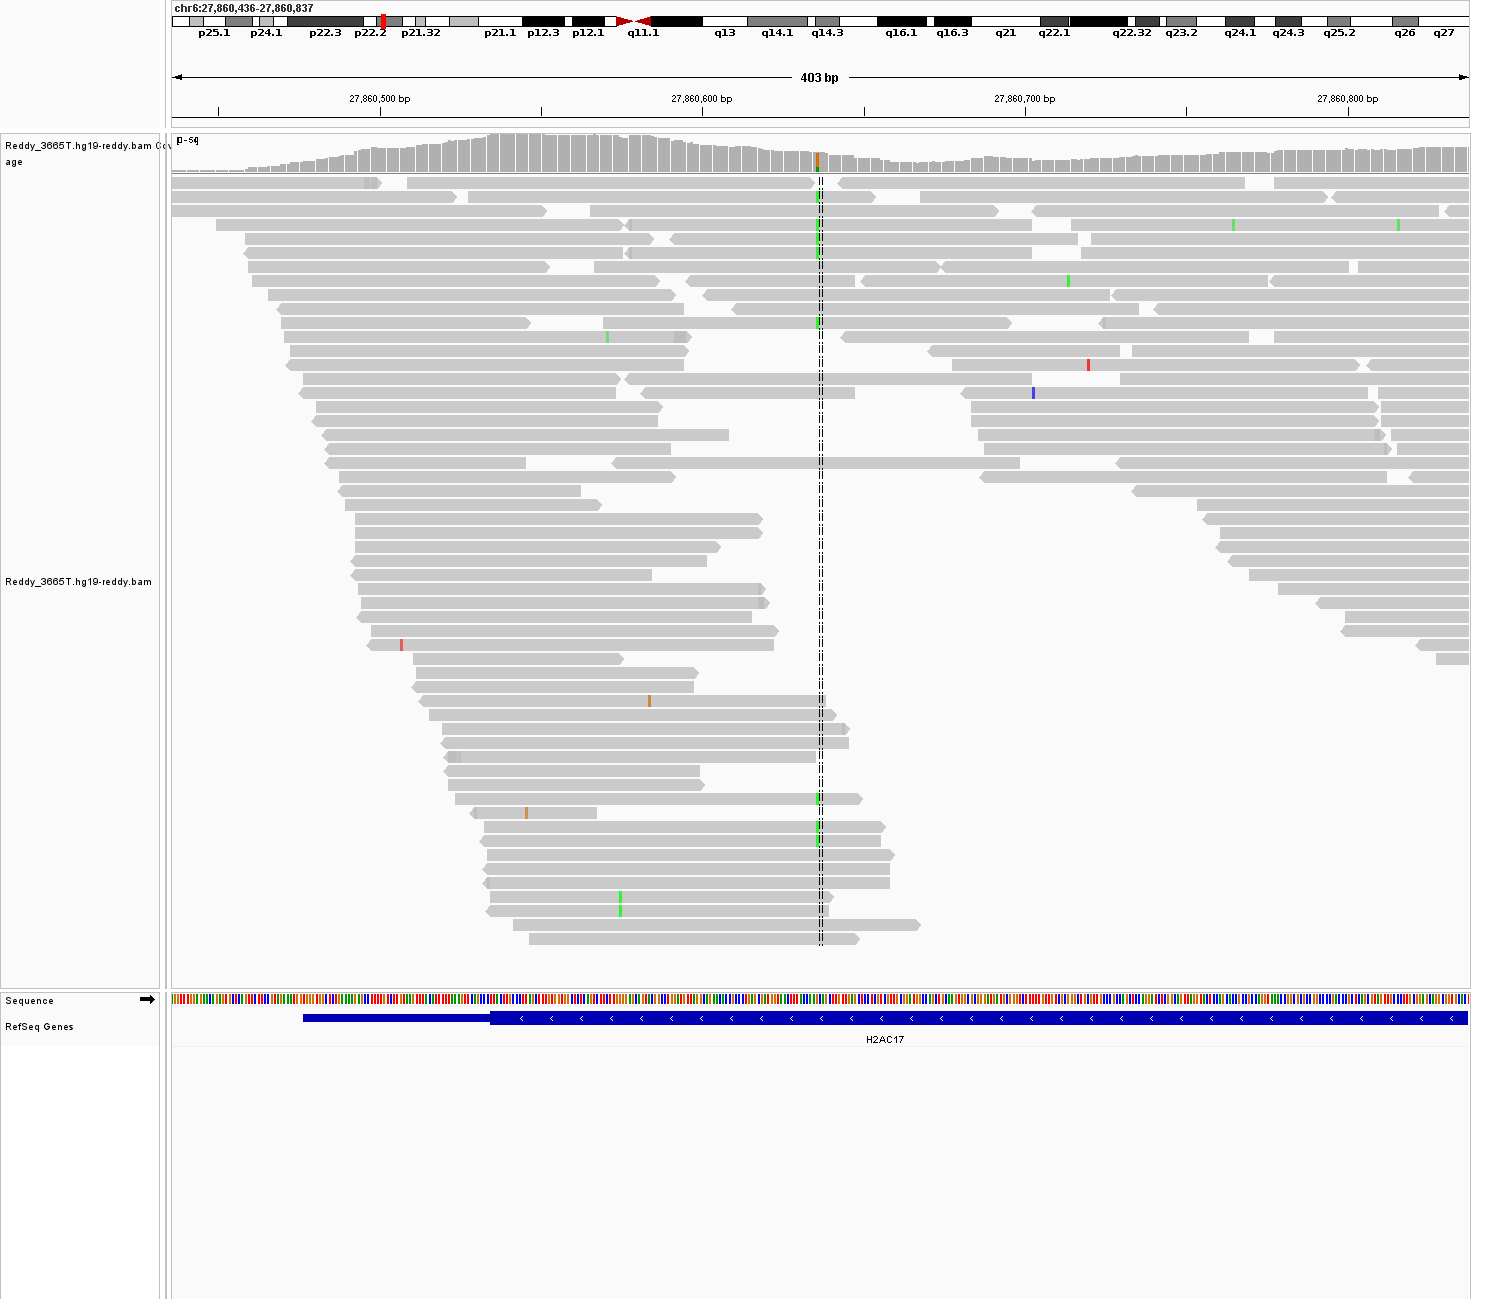 chr6:27,860,436-27,860,837
p25.1 p24.1 p22.3 p22.2 p21.32 p21.1 p12.3 p12.1 q11.1 q13 q14.1 q14.3 q16.1 q16.3 q21 q22.1 q22.32 q23.2 q24.1 q24.3 q25.2 q26 q27
403 bp
27,860,500 bp 27,860,600 bp 27,860,700 bp 27,860,800 bp
Reddy_3665T.hg19-reddy.bam Cov
age
Reddy_3665T.hg19-reddy.bam
Sequence
RefSeq Genes
H2AC17